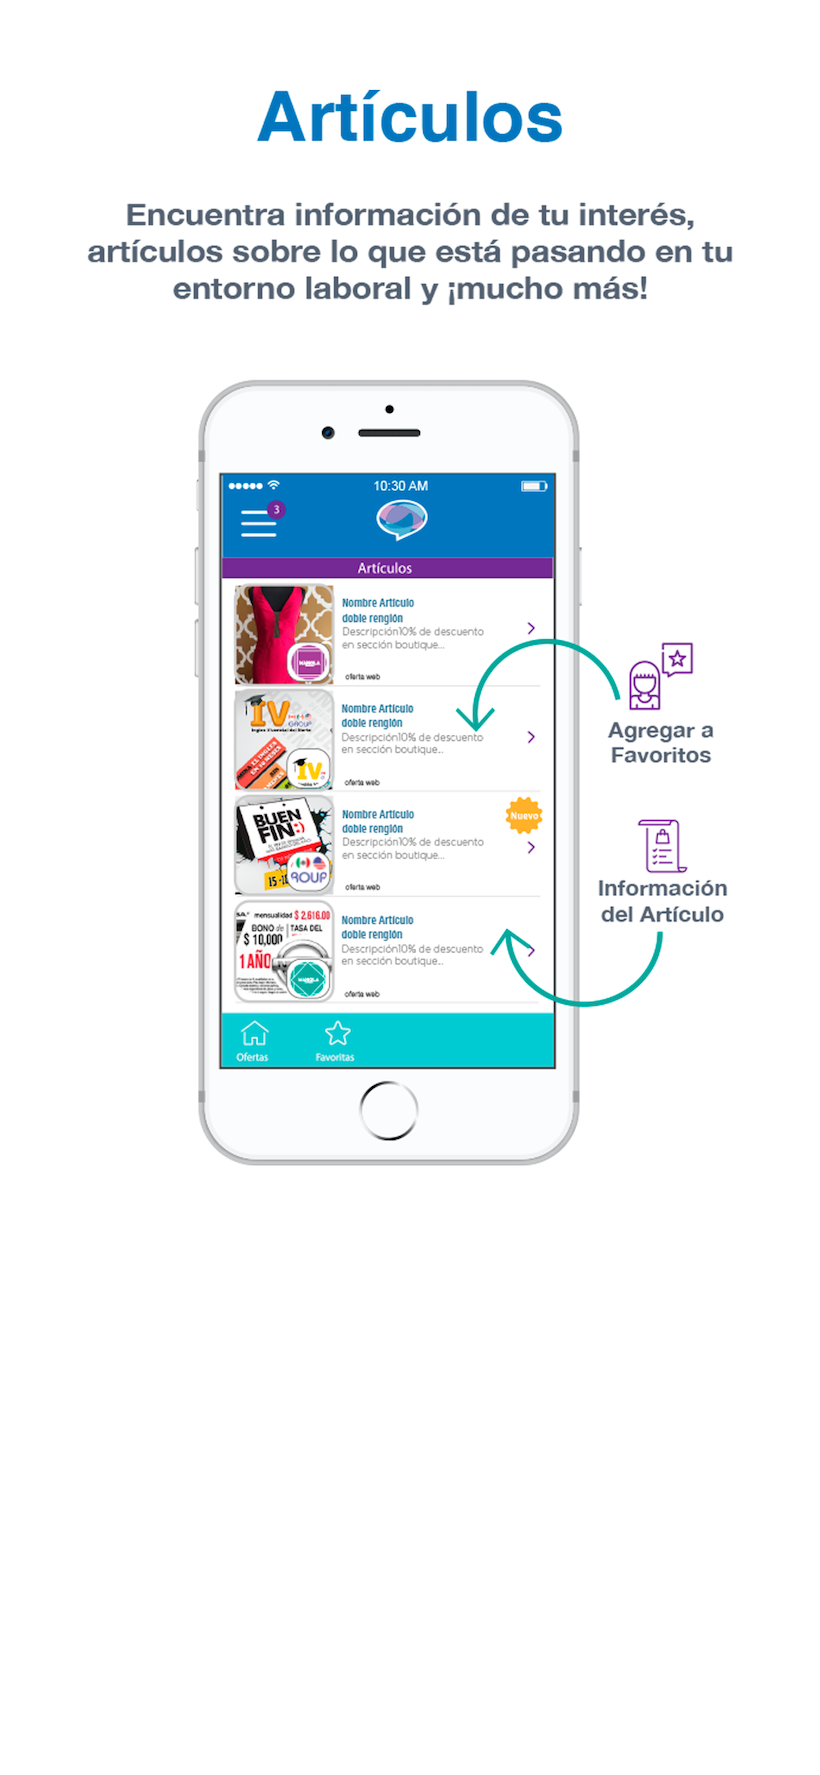 Artículos
Encuentra información de tu interés,
artículos sobre lo que está pasando en tu
entorno laboral y ¡mucho más!
10:30 AM
3
Artículos
Nombre Artículo
doble renglón
Descripción10% de descuento
en sección boutique...
oferta web
IV
GROUP
IV
Nombre Artículo
doble renglón
Descripción10% de descuento
en sección boutique...
oferta web
Agregar a
Favoritos
BUEN
FIN
Nombre Artículo
doble renglón
Descripción10% de descuento
en sección boutique...
oferta web
Nuevo
Información
del Artículo
mensualidad $ 2,616.00
BONO de TASA DEL
$ 10,000
1 AÑO
Nombre Artículo
doble renglón
Descripción10% de descuento
en sección boutique...
oferta web
Ofertas
Favoritas